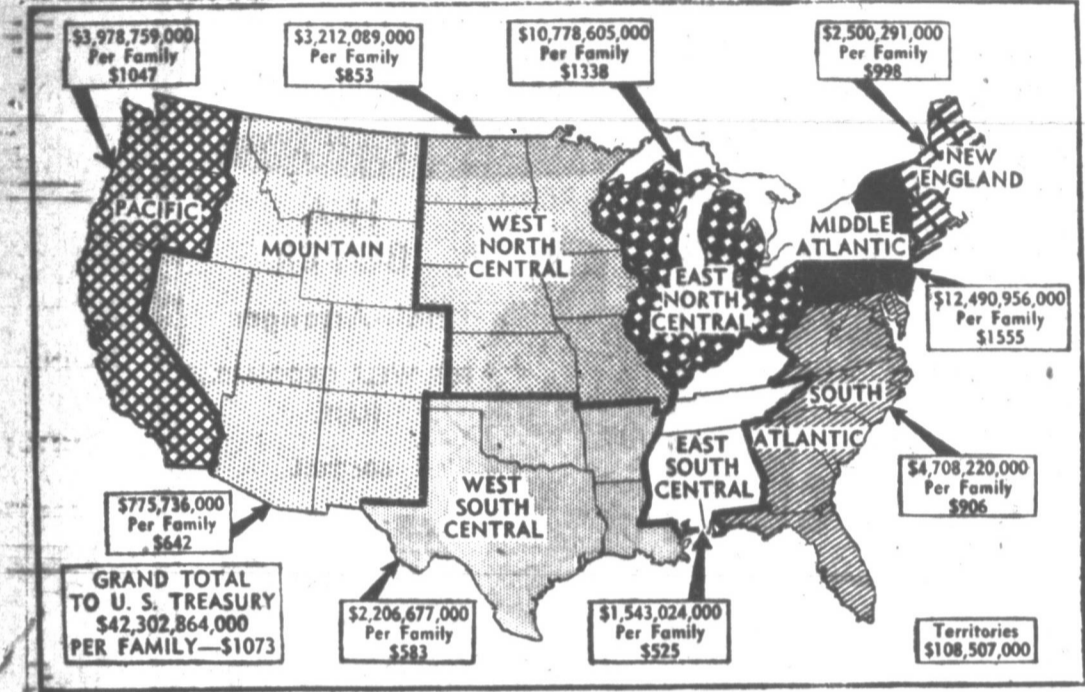 $3,978,759,000
Per Family
$1047
$3,212,089,000
Per Family
$853
$10,778,605,000
Per Family
$1338
$2,500,291,000
Per Family
$998
NEW
ENGLAND
PACIFIC
MOUNTAIN
WEST
NORTH
CENTRAL
EAST
NORTH
CENTRAL
MIDDLE
ATLANTIC
$12,490,956,000
Per Family
$1555
SOUTH
ATLANTIC
EAST
SOUTH
CENTRAL
WEST
SOUTH
CENTRAL
$4,708,220,000
Per Family
$906
$775,736,000
Per Family
$642
GRAND TOTAL
TO U. S. TREASURY
$42,302,864,000
PER FAMILY—$1073
$2,206,677,000
Per Family
$583
$1,543,024,000
Per Family
$525
Territories
$108,507,000